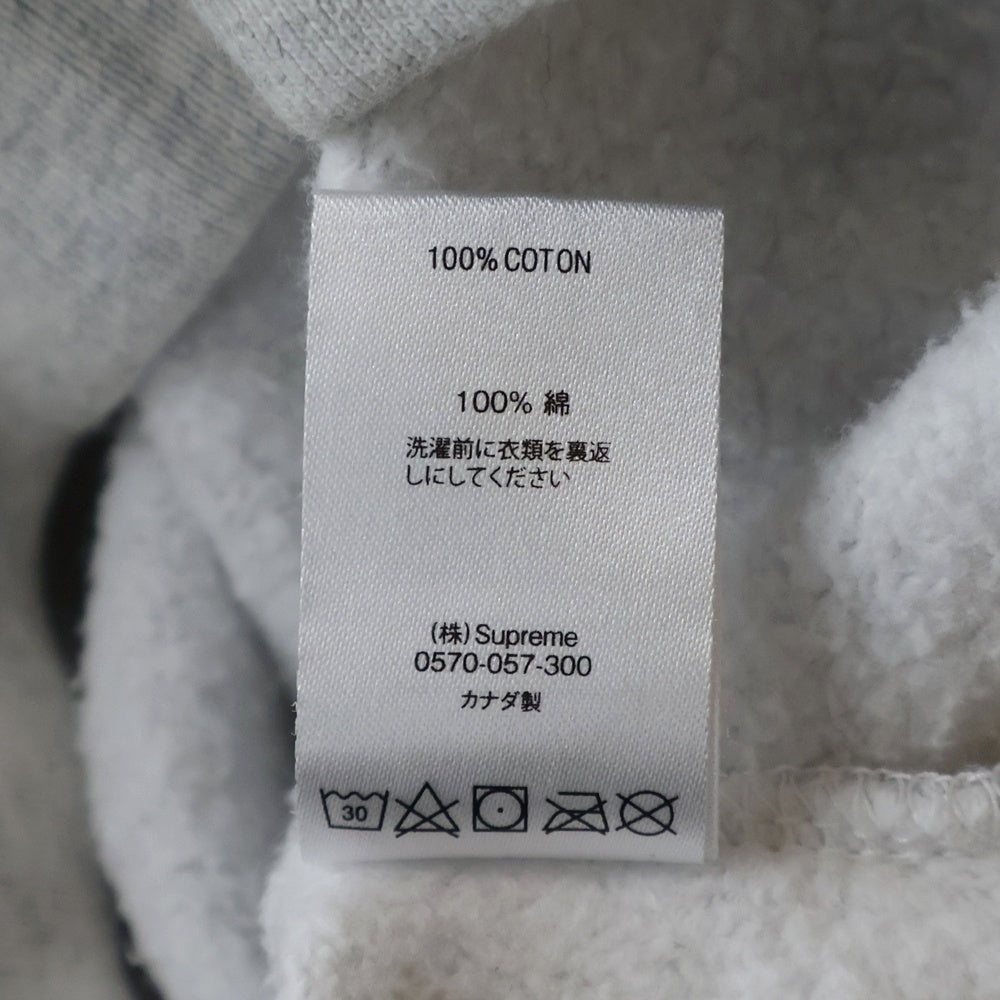 100% COTON
100% 綿
洗濯前に衣類を裏返
しにしてください
(株) Supreme
0570-057-300
カナダ製
30